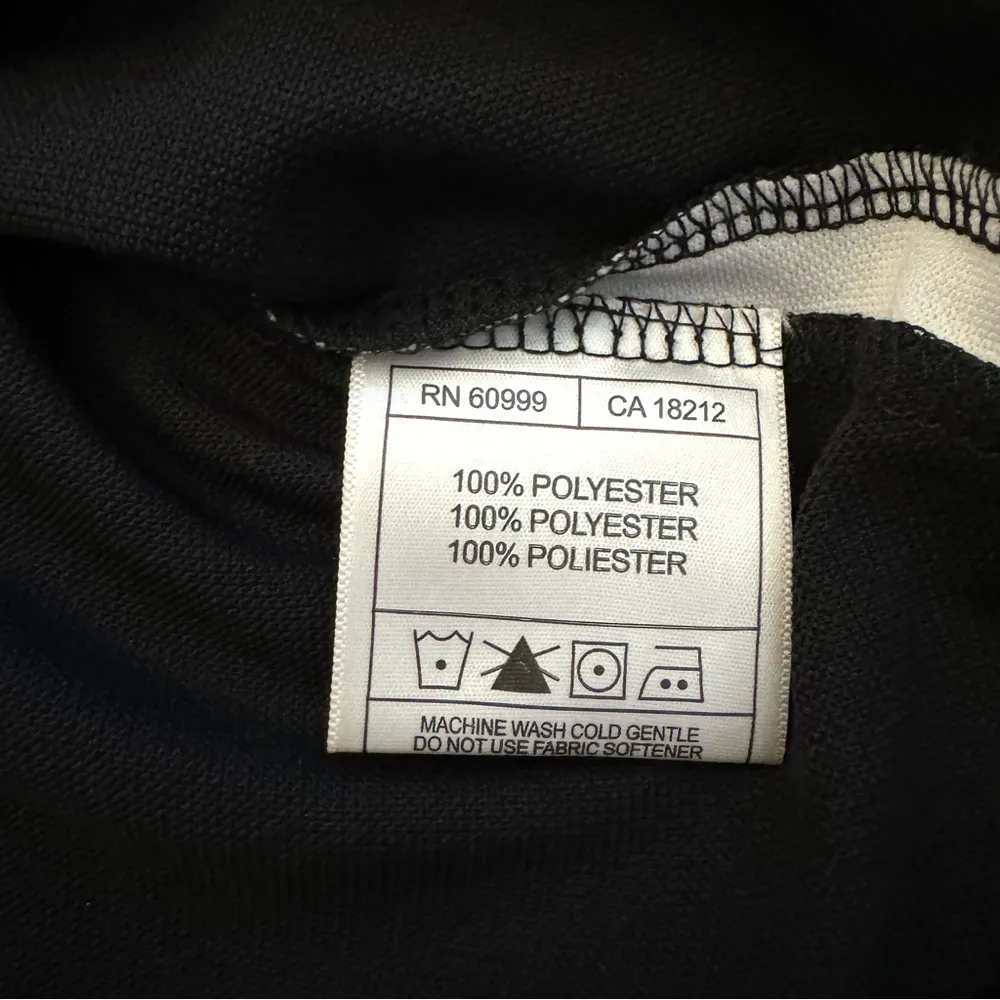 RN 60999 CA 18212
100% POLYESTER
100% POLYESTER
100% POLIESTER
MACHINE WASH COLD GENTLE
DO NOT USE FABRIC SOFTENER